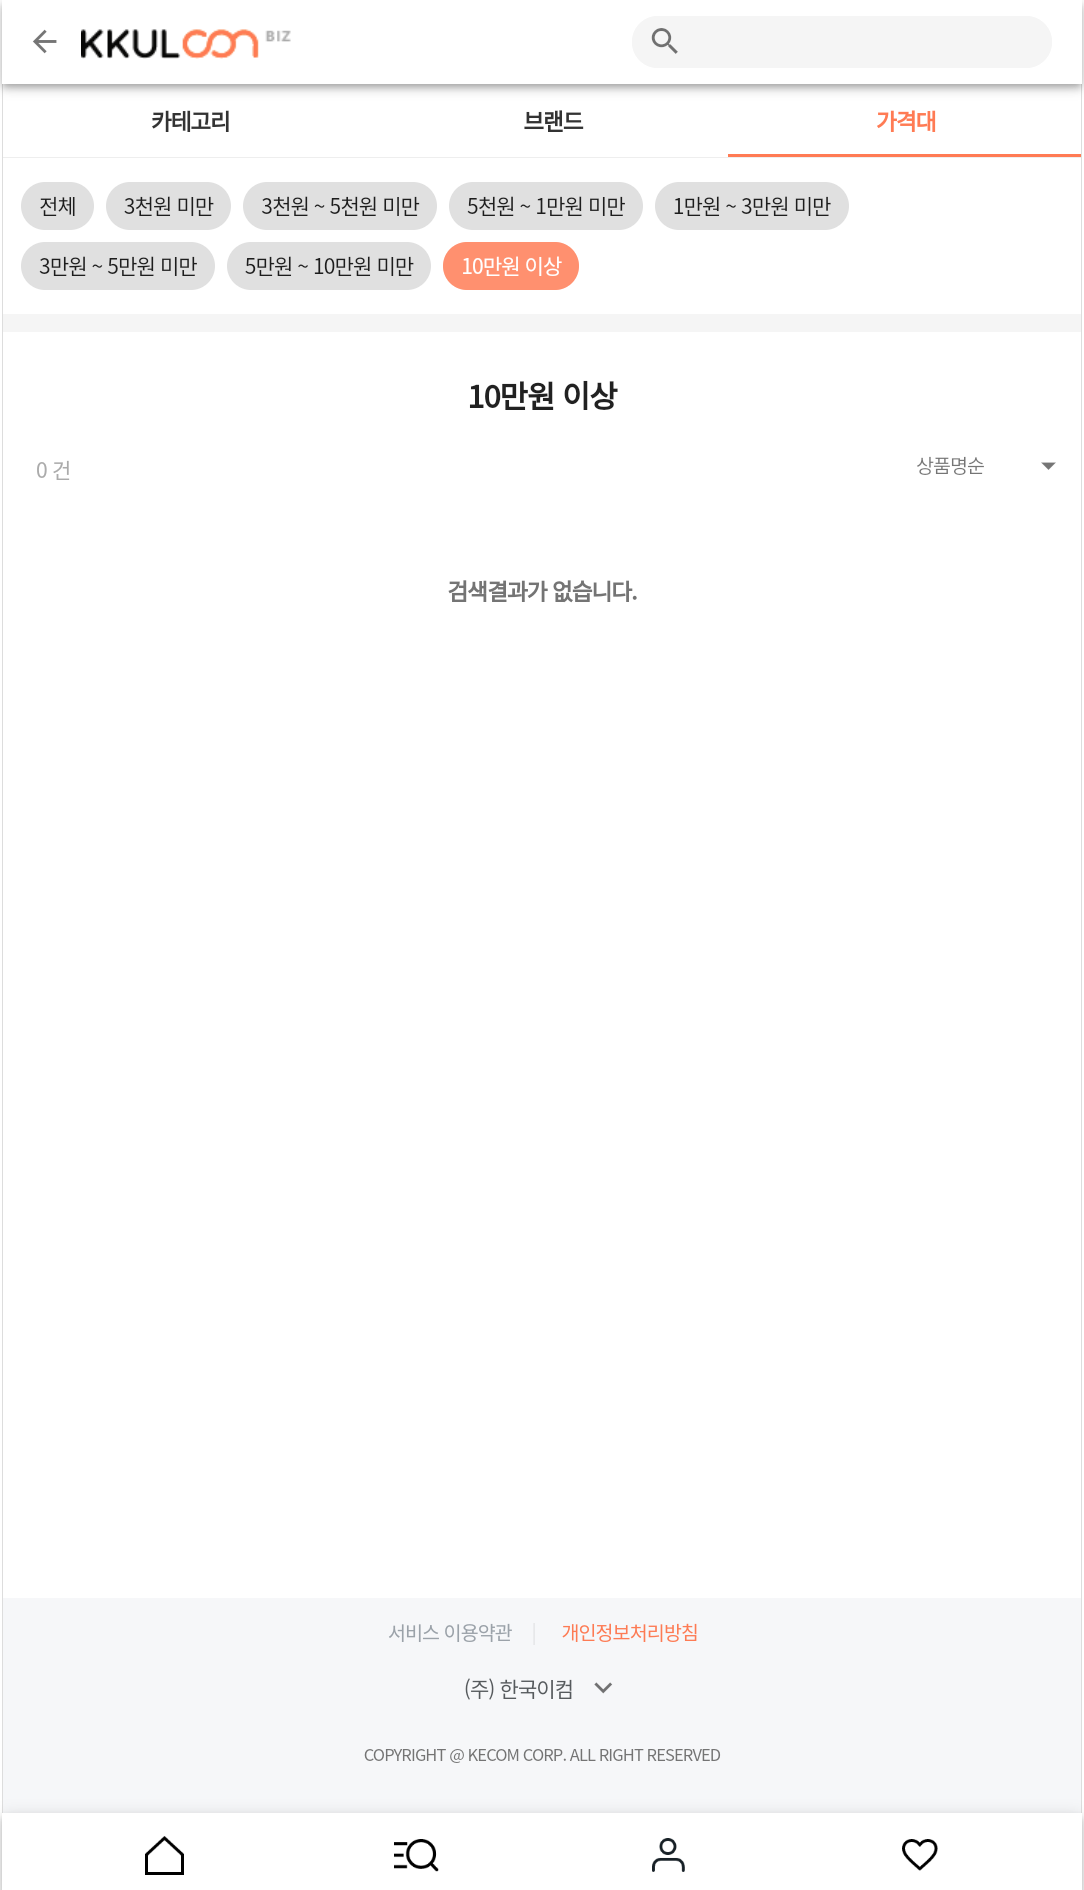 KKULCON BIZ
카테고리 브랜드 가격대
전체 3천원 미만 3천원 ~ 5천원 미만 5천원 ~ 1만원 미만 1만원 ~ 3만원 미만
3만원 ~ 5만원 미만 5만원 ~ 10만원 미만 10만원 이상
10만원 이상
0 건 상품명순
검색결과가 없습니다.
서비스 이용약관 개인정보처리방침
(주) 한국이컴
COPYRIGHT @ KECOM CORP. ALL RIGHT RESERVED